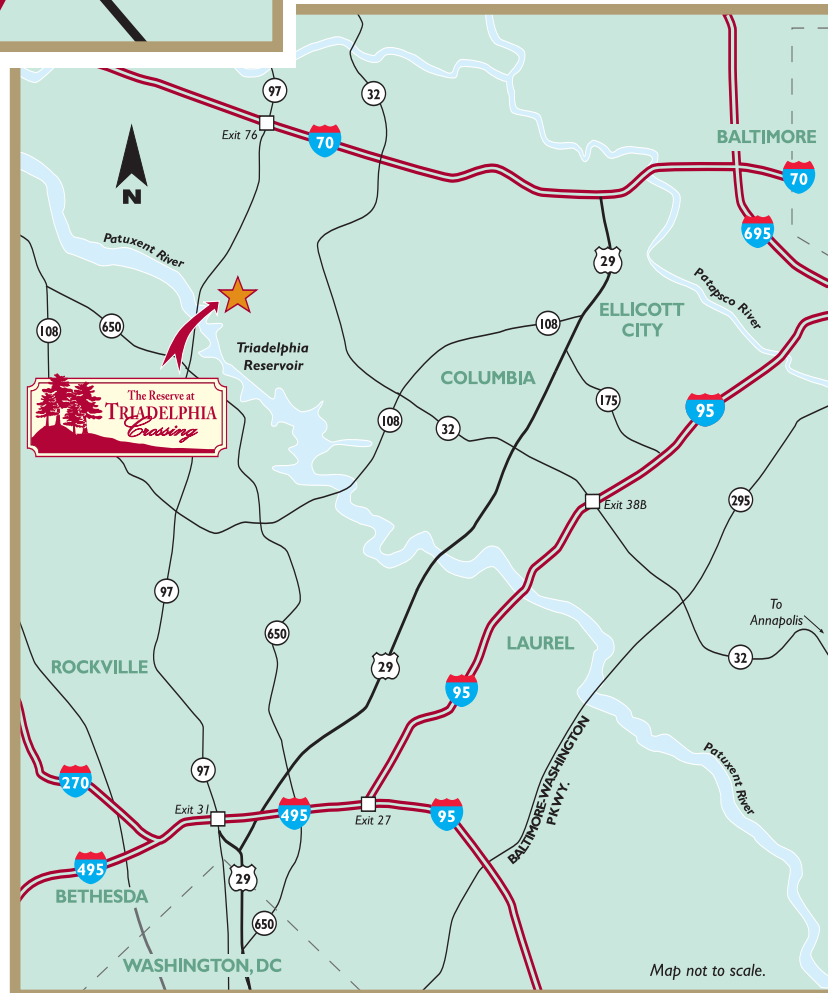 97
32
Exit 76
70
BALTIMORE
70
N
695
Patuxent River
29
Patapsco River
ELLICOTT
CITY
108
650
108
Triadelphia
Reservoir
COLUMBIA
175
95
The Reserve at
TRIADELPHIA
Crossing
108
32
295
Exit 38B
97
To
Annapolis
650
LAUREL
32
ROCKVILLE
29
95
BALTIMORE-WASHINGTON
PKWY.
Patuxent River
97
270
Exit 31
495
Exit 27
95
495
29
BETHESDA
650
WASHINGTON, DC
Map not to scale.